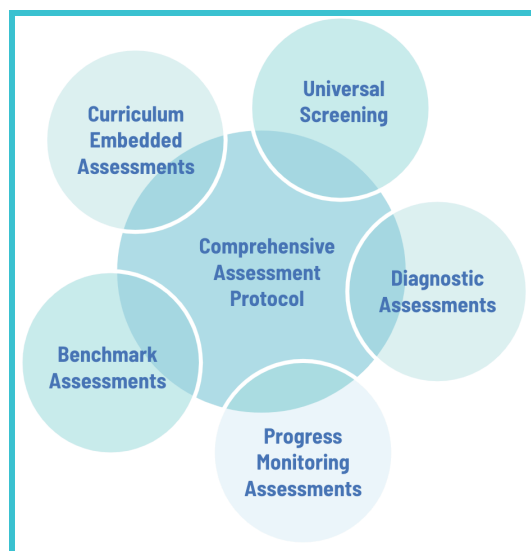 Universal
Screening
Curriculum
Embedded
Assessments
Comprehensive
Assessment
Protocol
Diagnostic
Assessments
Benchmark
Assessments
Progress
Monitoring
Assessments